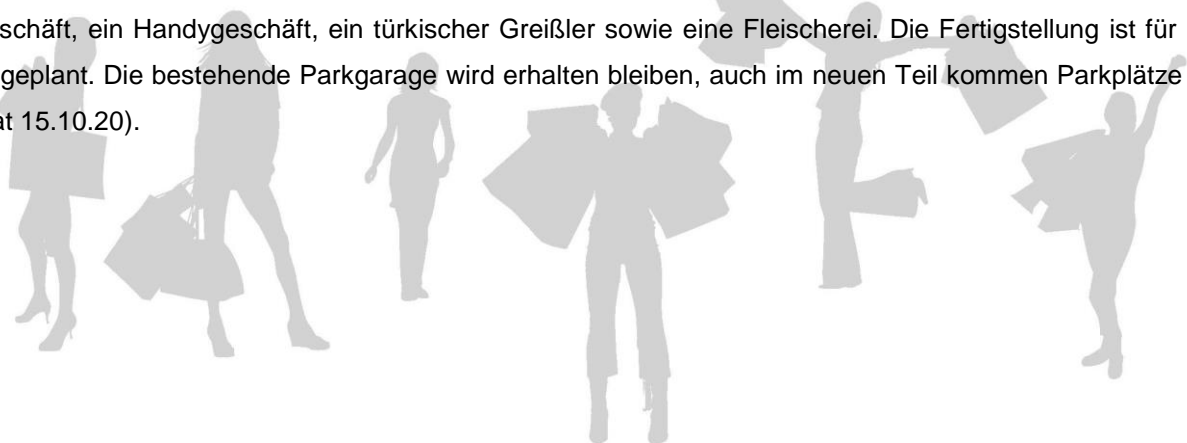 schäft, ein Handygeschäft, ein türkischer Greißler sowie eine Fleischerei. Die Fertigstellung ist für
geplant. Die bestehende Parkgarage wird erhalten bleiben, auch im neuen Teil kommen Parkplätze
at 15.10.20).